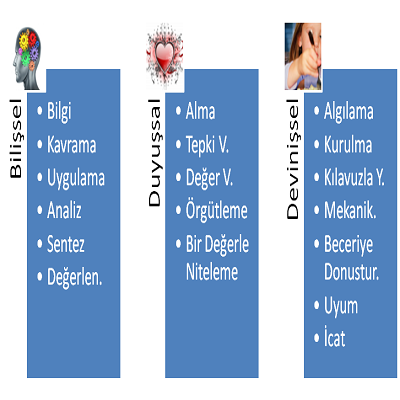 Bilişsel
• Bilgi
• Kavrama
• Uygulama
• Analiz
• Sentez
• Değerlen.
Duyuşsal
• Alma
• Tepki V.
• Değer V.
• Örgütleme
• Bir Değerle
Niteleme
Devinişsel
• Algılama
• Kurulma
• Kılavuzla Y.
• Mekanik.
• Beceriye
Donustur.
• Uyum
• İcat